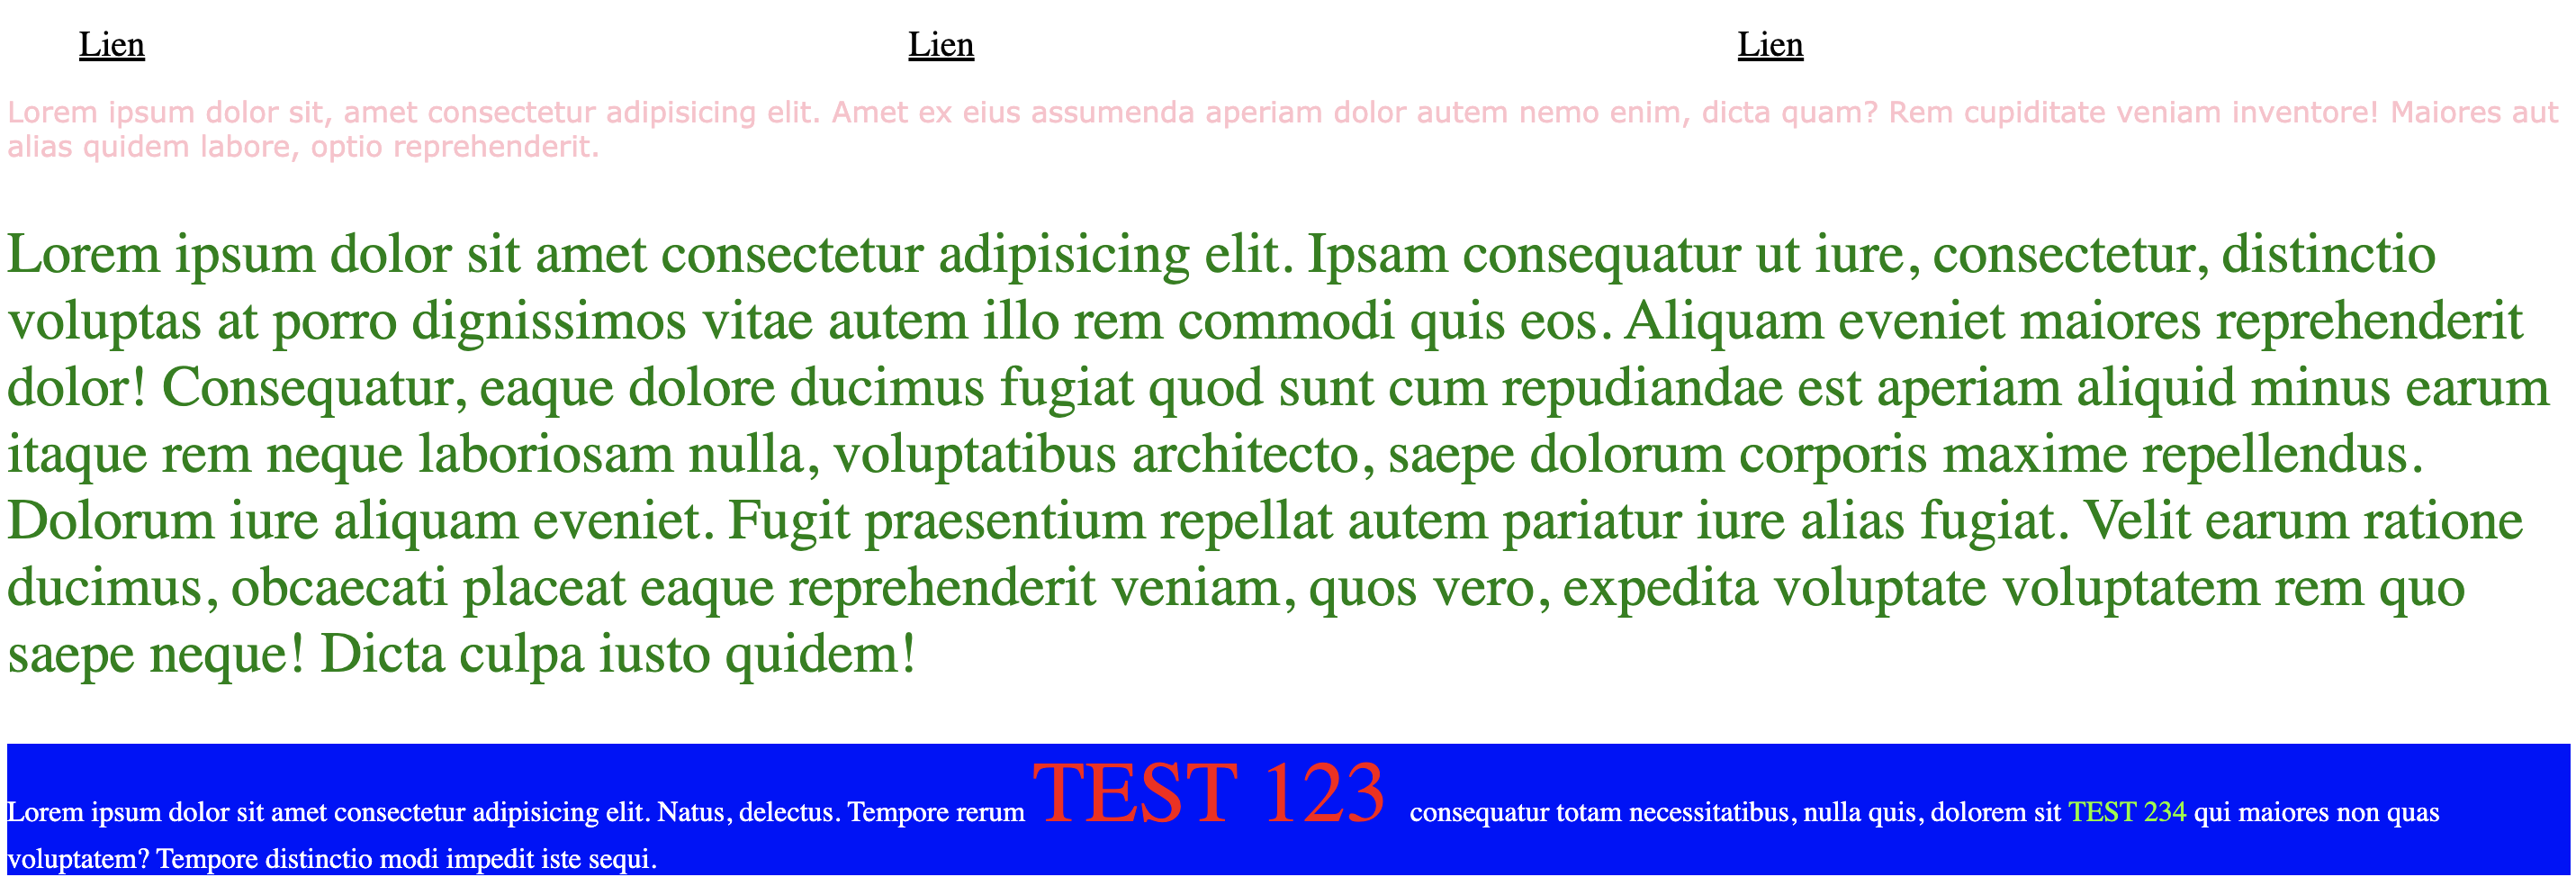 Lien Lien Lien
Lorem ipsum dolor sit, amet consectetur adipisicing elit. Amet ex eius assumenda aperiam dolor autem nemo enim, dicta quam? Rem cupiditate veniam inventore! Maiores aut
alias quidem labore, optio reprehenderit.
Lorem ipsum dolor sit amet consectetur adipisicing elit. Ipsam consequatur ut iure, consectetur, distinctio
voluptas at porro dignissimos vitae autem illo rem commodi quis eos. Aliquam eveniet maiores reprehenderit
dolor! Consequatur, eaque dolore ducimus fugiat quod sunt cum repudiandae est aperiam aliquid minus earum
itaque rem neque laboriosam nulla, voluptatibus architecto, saepe dolorum corporis maxime repellendus.
Dolorum iure aliquam eveniet. Fugit praesentium repellat autem pariatur iure alias fugiat. Velit earum ratione
ducimus, obcaecati placeat eaque reprehenderit veniam, quos vero, expedita voluptate voluptatem rem quo
saepe neque! Dicta culpa iusto quidem!
Lorem ipsum dolor sit amet consectetur adipisicing elit. Natus, delectus. Tempore rerum TEST 123 consequatur totam necessitatibus, nulla quis, dolorem sit TEST 234 qui maiores non quas
voluptatem? Tempore distinctio modi impedit iste sequi.